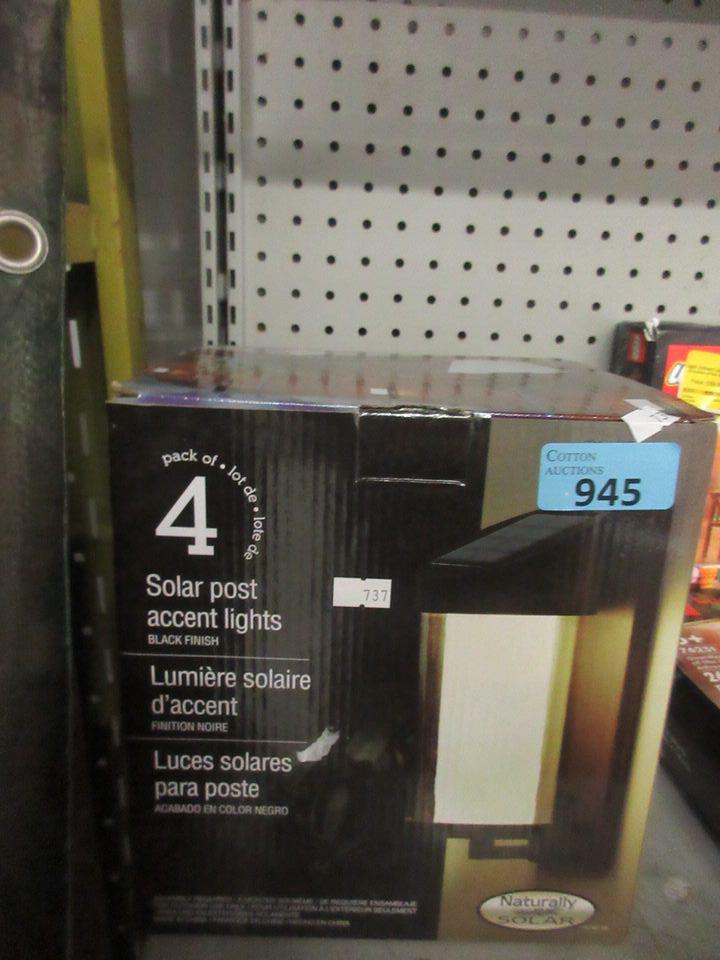 pack of • lot de • lote de
4
Solar post
accent lights
BLACK FINISH
Lumière solaire
d'accent
FINITION NOIRE
Luces solares
para poste
ACABADO EN COLOR NEGRO
COTTON
AUCTIONS
945
737
Naturally
SOLAR